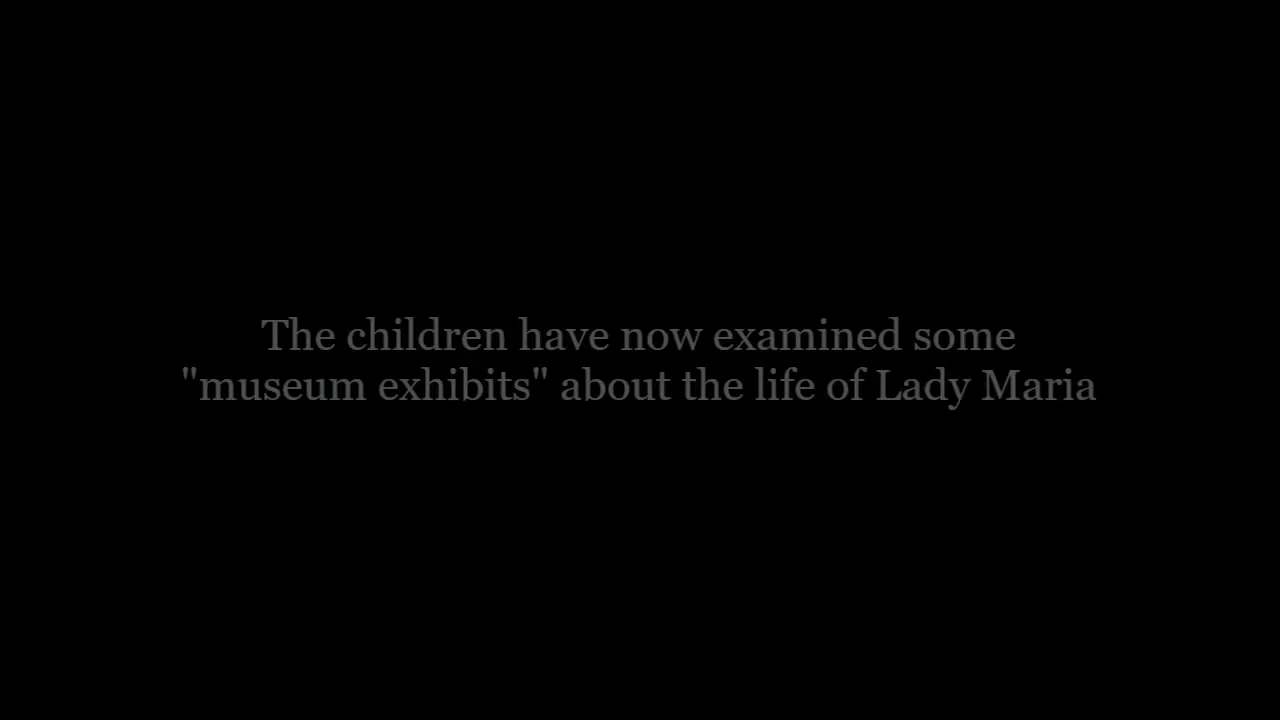 The children have now examined some
"museum exhibits" about the life of Lady Maria